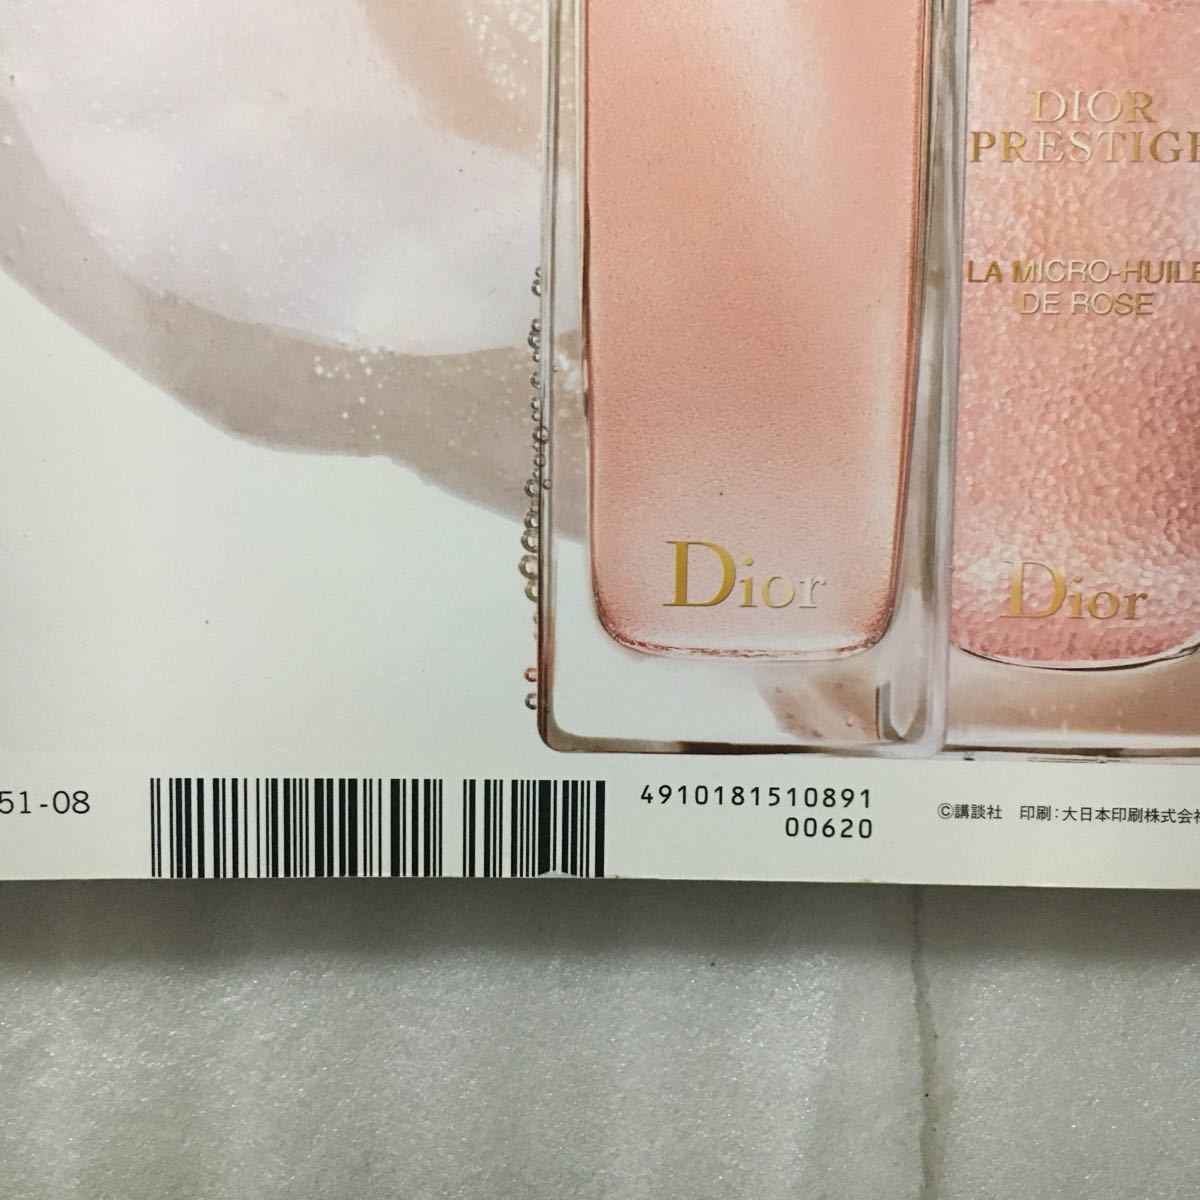 DIOR
PRESTIGE
LA MICRO-HUILE
DE ROSE
Dior
Dior
51-08
4910181510891
00620
©講談社 印刷:大日本印刷株式会社